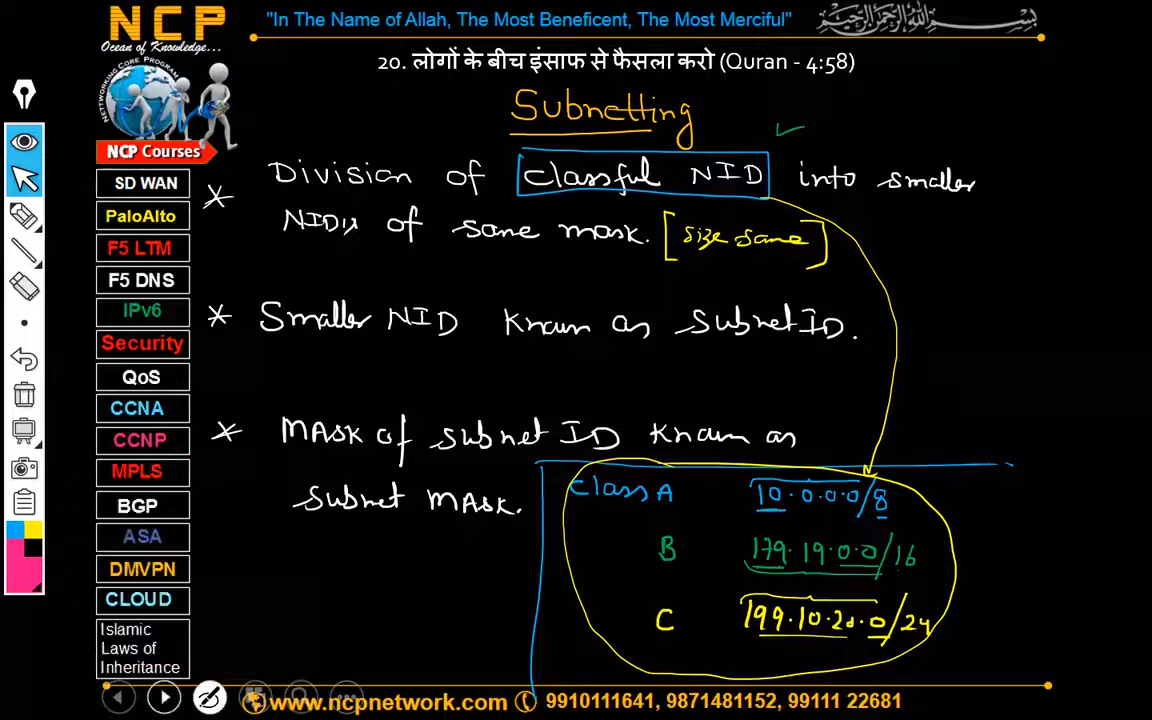 NCP
Ocean of Knowledge...
"In The Name of Allah, The Most Beneficent, The Most Merciful"
20. लोगों के बीच इंसाफ से फैसला करो (Quran - 4:58)
NETTWORKING CORE PROGRAM
NCP Courses
SD WAN
PaloAlto
F5 LTM
F5 DNS
IPv6
Security
QoS
CCNA
CCNP
MPLS
BGP
ASA
DMVPN
CLOUD
Islamic
Laws of
Inheritance
Subnetting
* Division of classful NID into smaller
of same mask. [size same]
* Smaller NID known as subnet ID.
* MASK of subnet ID known as
subnet MASK.
Class A 10.0.0.0/8
B 179.19.0.0/16
C 199.10.20.0/24
www.ncpnetwork.com 9910111641, 9871481152, 99111 22681